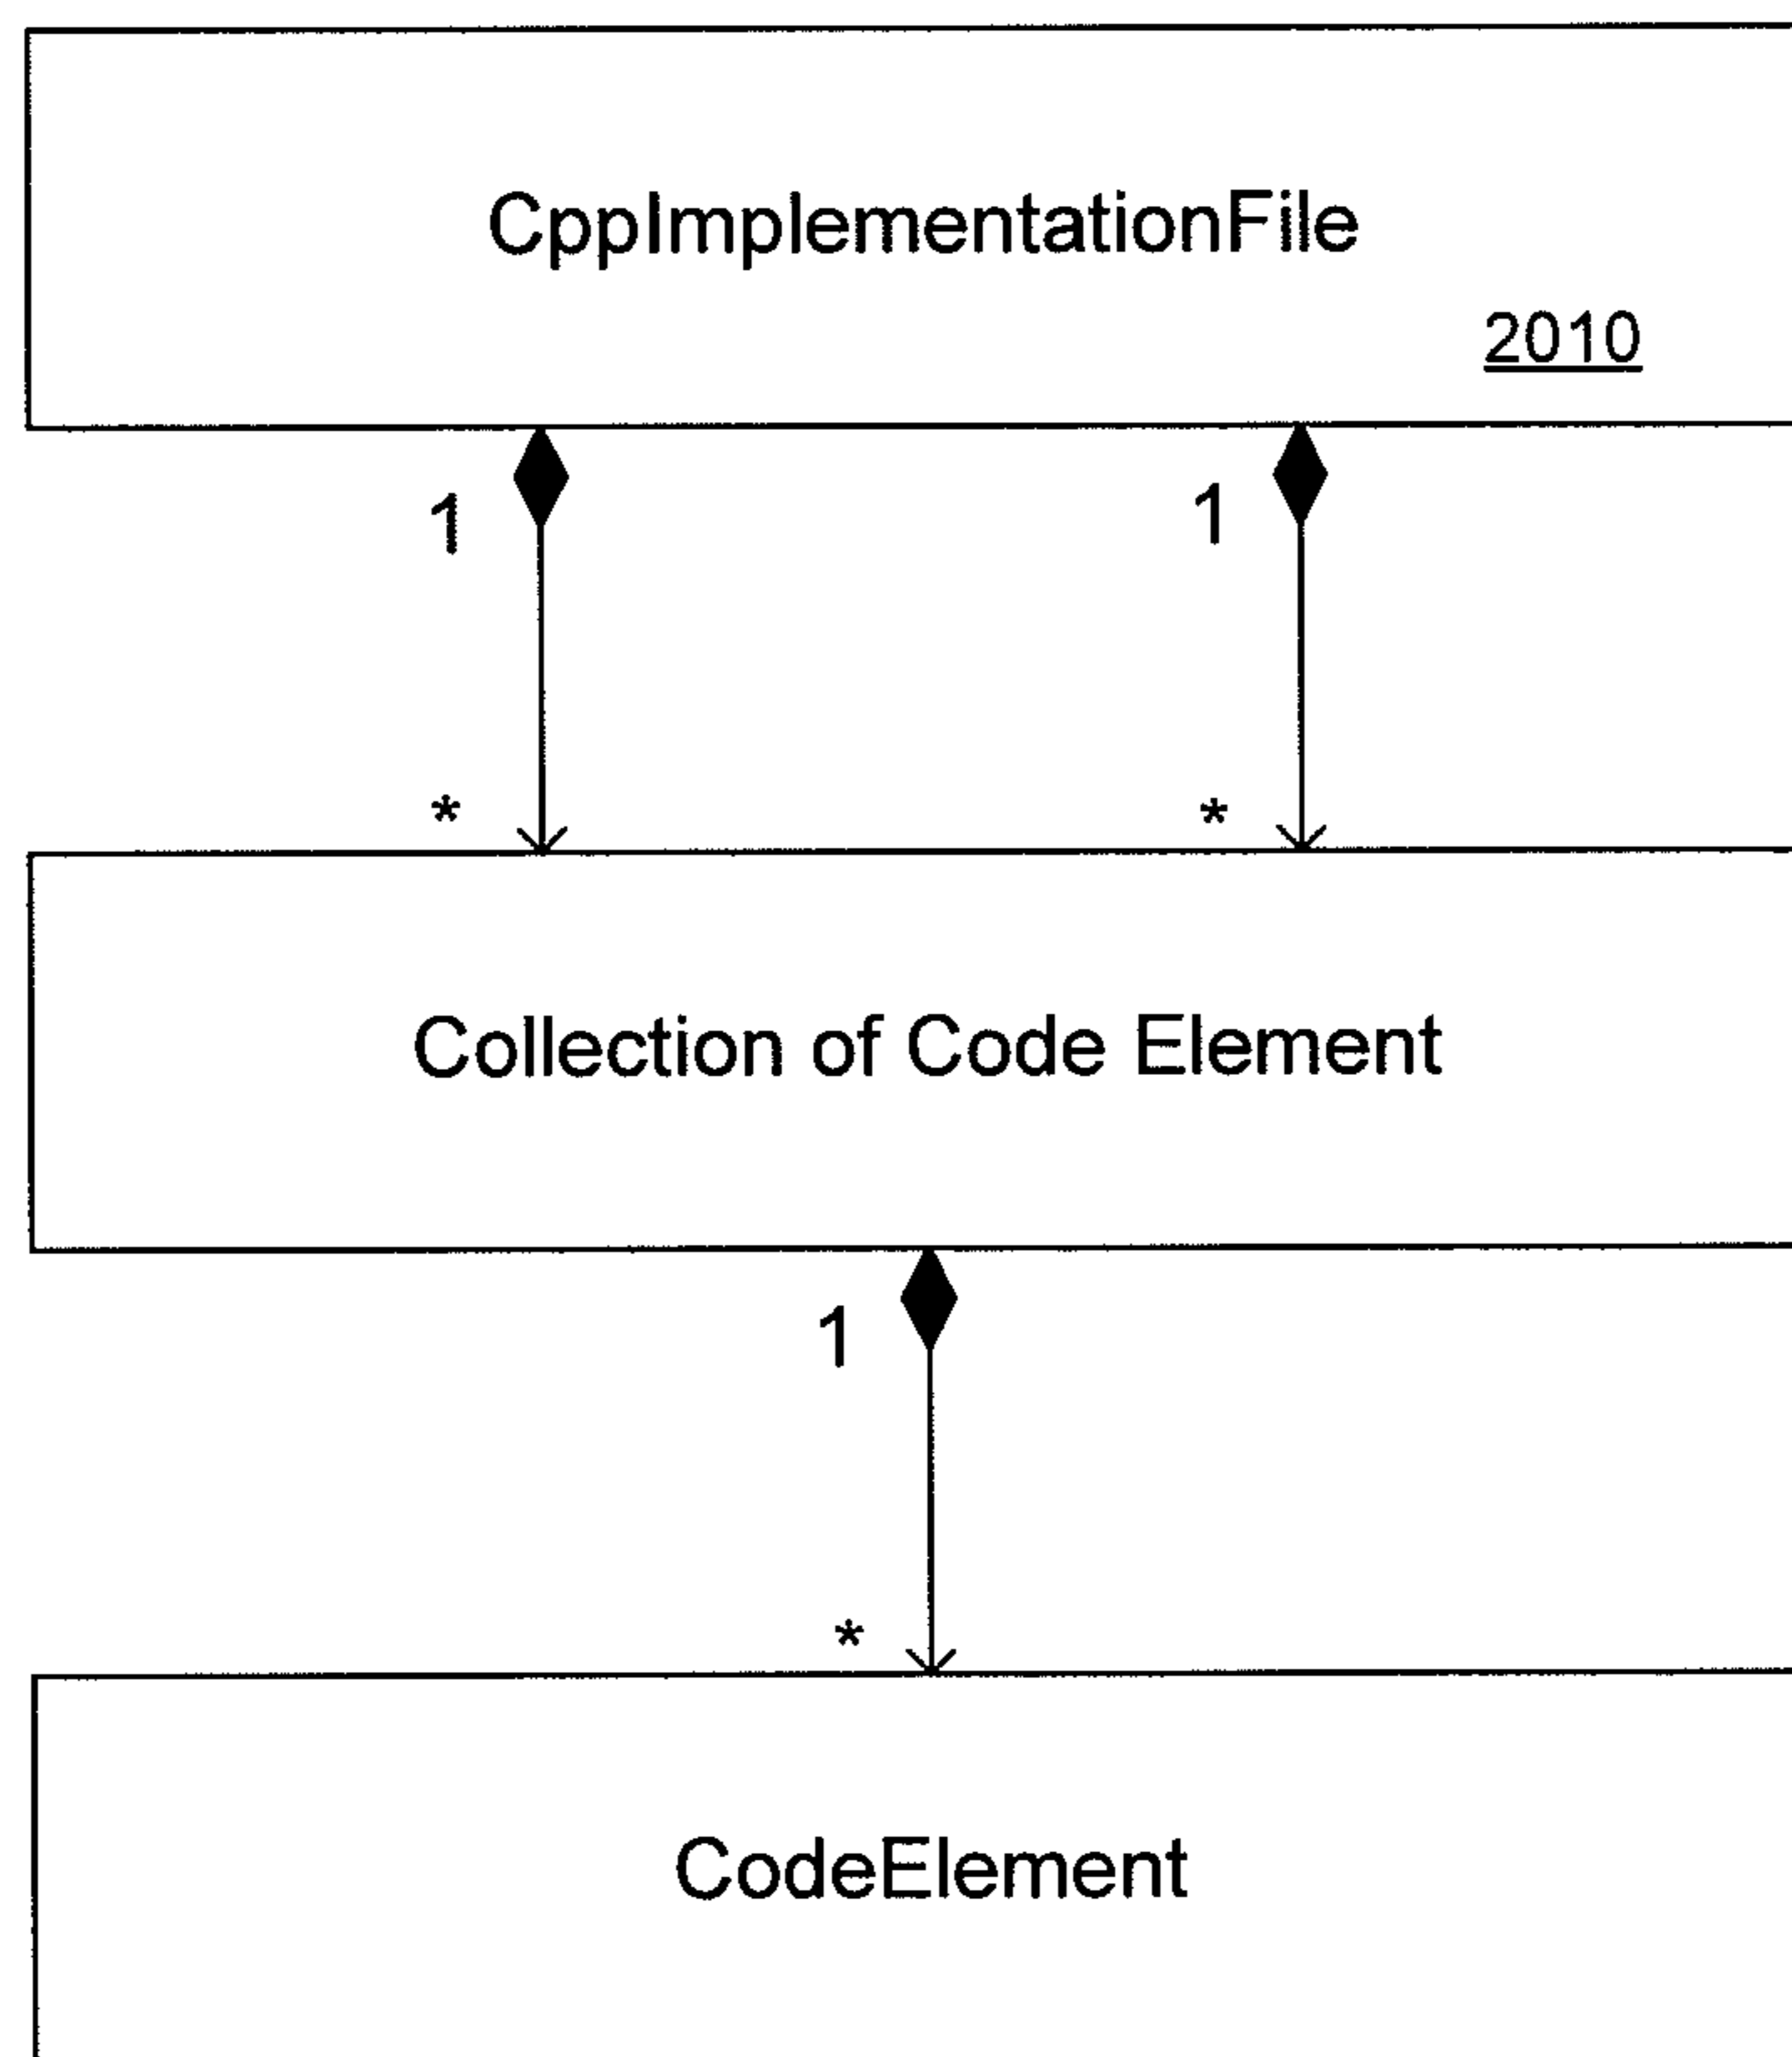 CppImplementationFile
2010
1 1
* *
Collection of Code Element
1
*
CodeElement